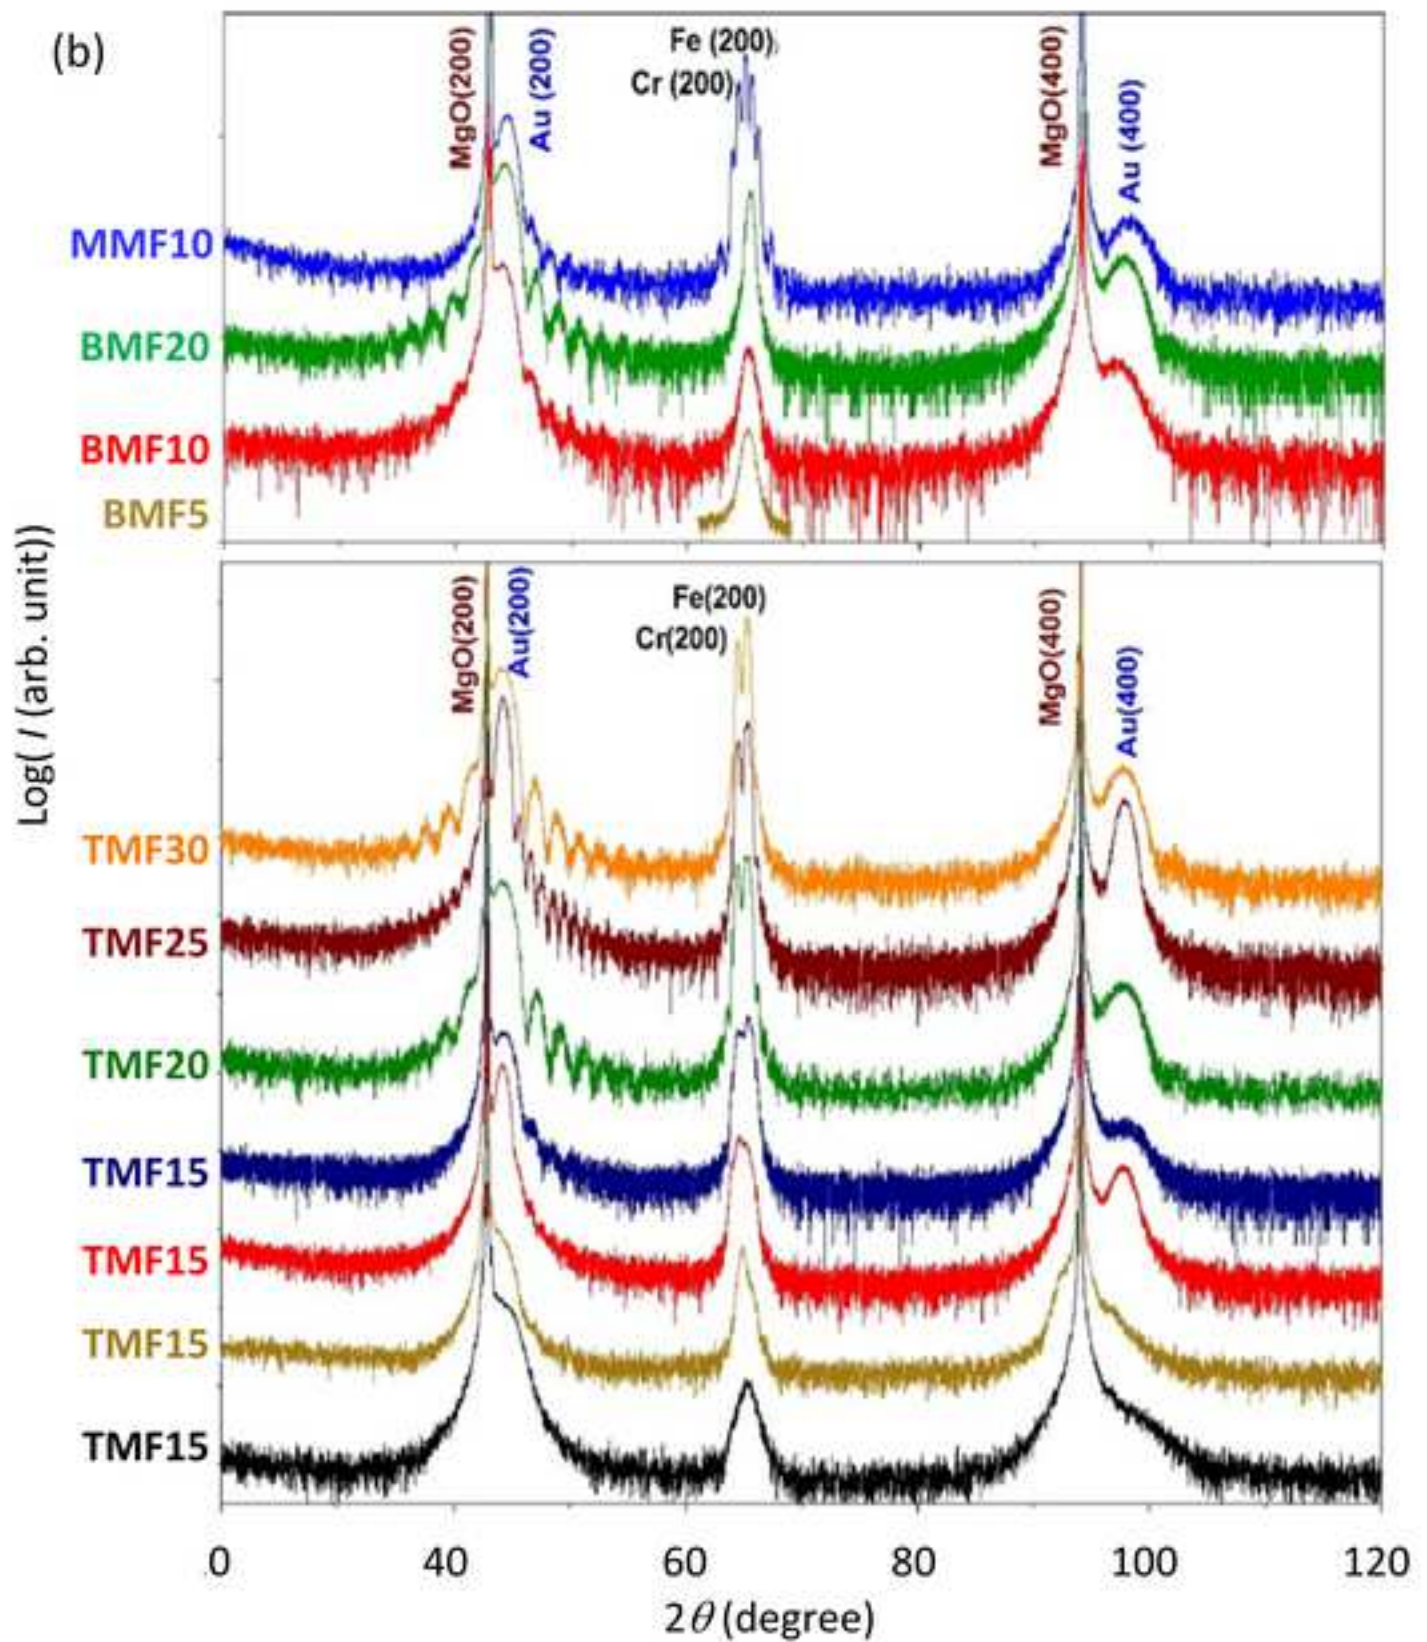 (b)
MgO(200)
Au (200)
Fe (200)
Cr (200)
MgO(400)
Au (400)
MMF10
BMF20
BMF10
BMF5
Log( I (arb. unit))
MgO(200)
Au(200)
Fe(200)
Cr(200)
MgO(400)
Au(400)
TMF30
TMF25
TMF20
TMF15
TMF15
TMF15
TMF15
0 40 60 80 100 120
2θ (degree)